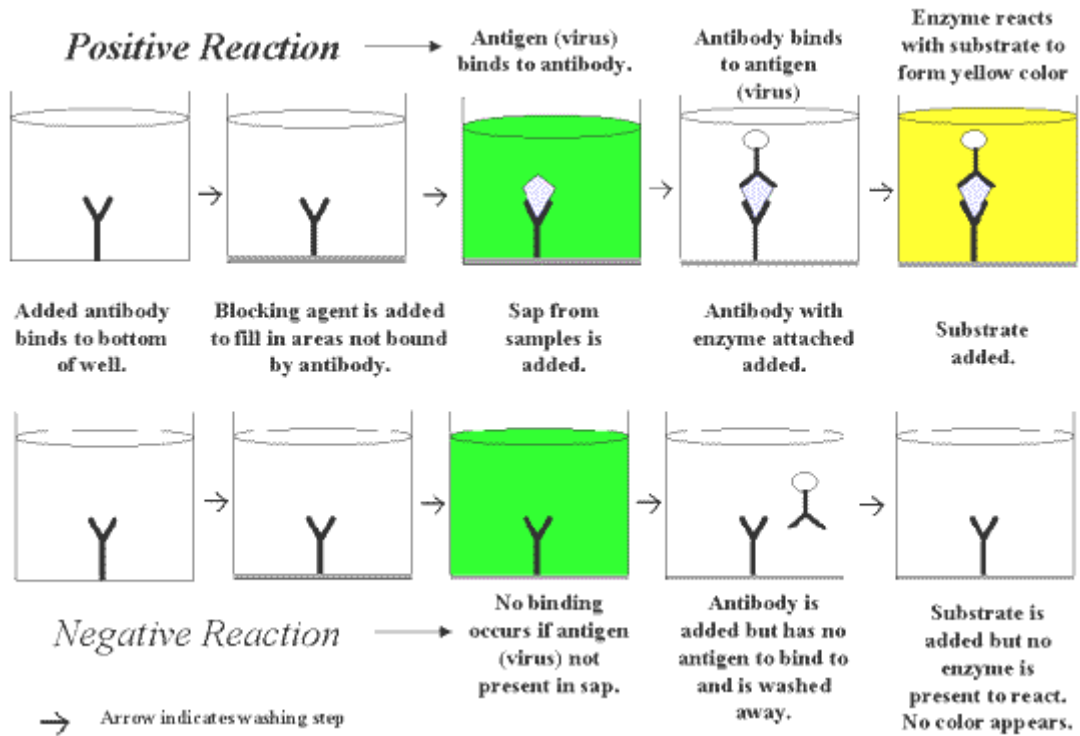 Positive Reaction
Antigen (virus)
binds to antibody.
Antibody binds
to antigen
(virus)
Enzyme reacts
with substrate to
form yellow color
Added antibody
binds to bottom
of well.
Blocking agent is added
to fill in areas not bound
by antibody.
Sap from
samples is
added.
Antibody with
enzyme attached
added.
Substrate
added.
Negative Reaction
No binding
occurs if antigen
(virus) not
present in sap.
Antibody is
added but has no
antigen to bind to
and is washed
away.
Substrate is
added but no
enzyme is
present to react.
No color appears.
Arrow indicates washing step